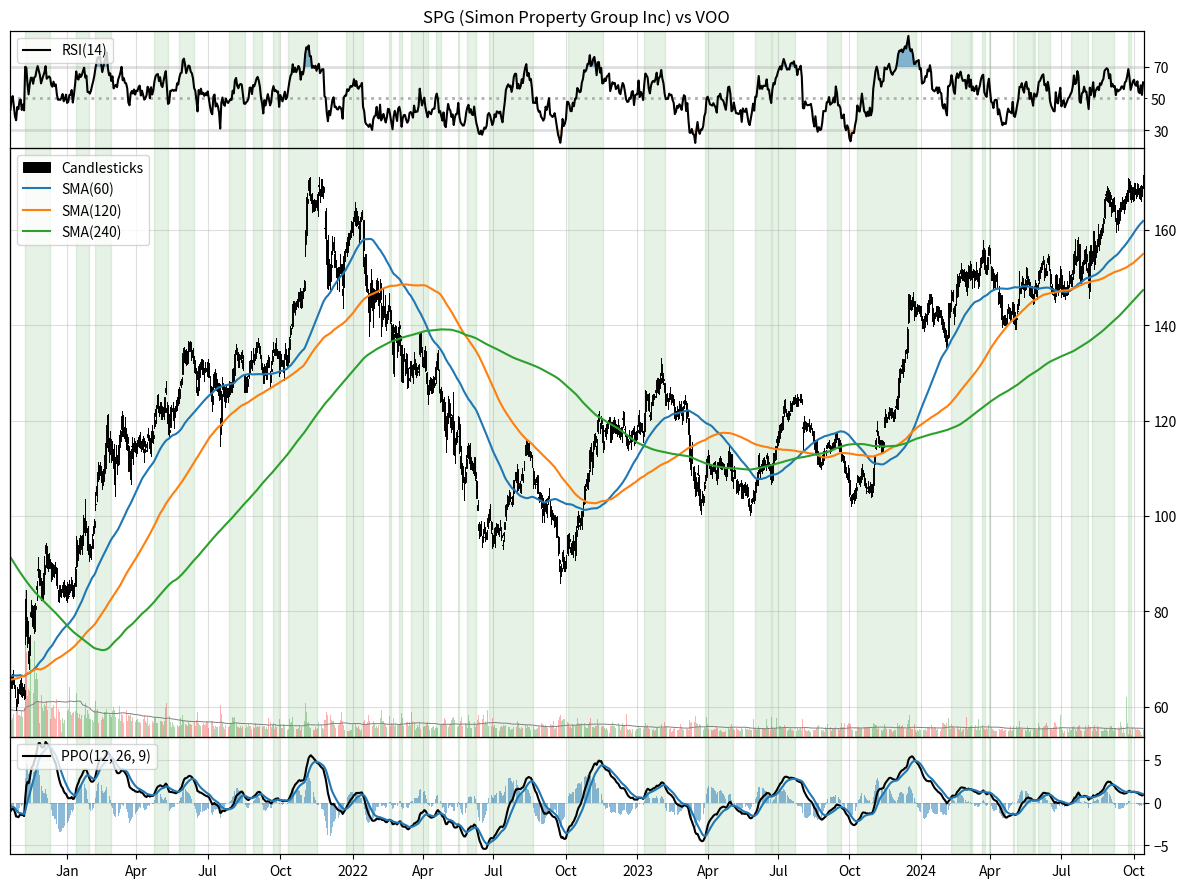 SPG (Simon Property Group Inc) vs VOO
RSI(14)
70
50
30
Candlesticks
SMA(60)
SMA(120)
SMA(240)
160
140
120
100
80
60
PPO(12, 26, 9)
5
0
−5
Jan Apr Jul Oct 2022 Apr Jul Oct 2023 Apr Jul Oct 2024 Apr Jul Oct